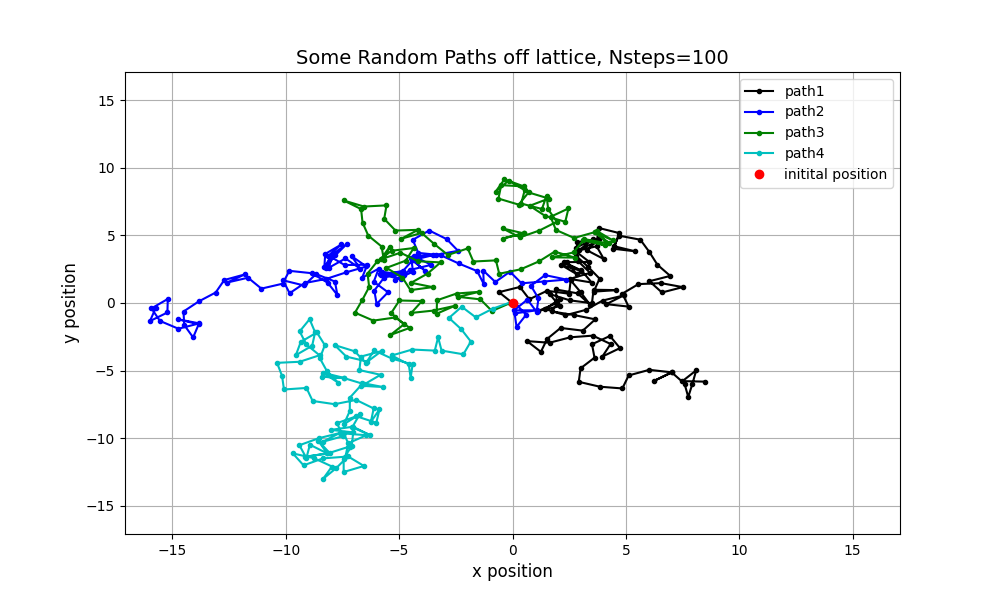 Some Random Paths off lattice, Nsteps=100
path1
path2
path3
path4
initital position
y position
15
10
5
0
−5
−10
−15
−15 −10 −5 0 5 10 15
x position